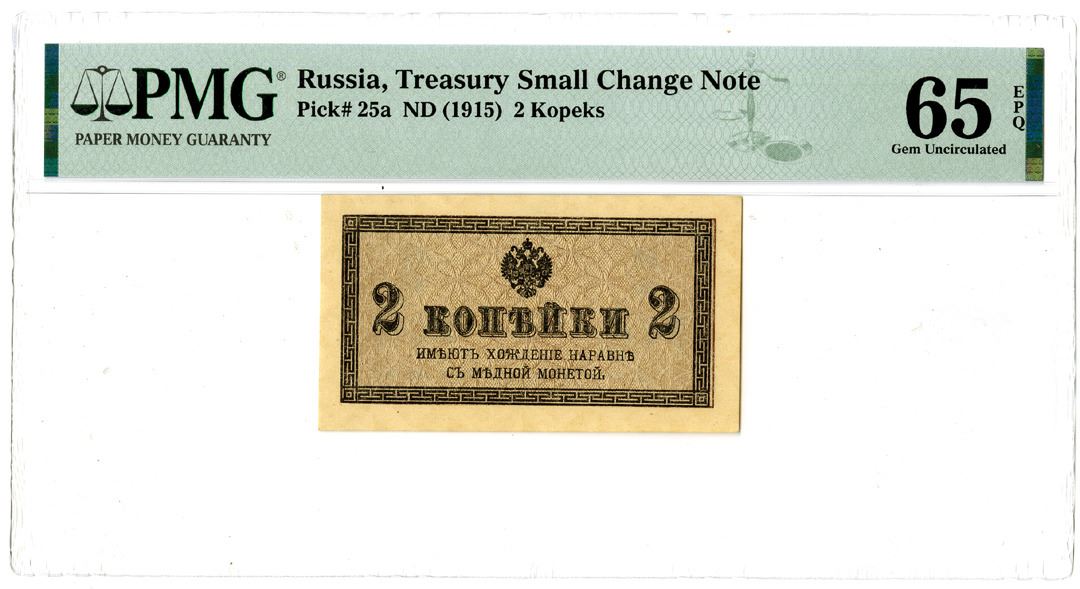 PMG®
PAPER MONEY GUARANTY
Russia, Treasury Small Change Note
Pick# 25a ND (1915) 2 Kopeks
65
EPQ
Gem Uncirculated
2 КОПѢЙКИ 2
ИМѢЮТЪ ХОЖДЕНІЕ НАРАВНѢ
СЪ МѢДНОЙ МОНЕТОЙ.